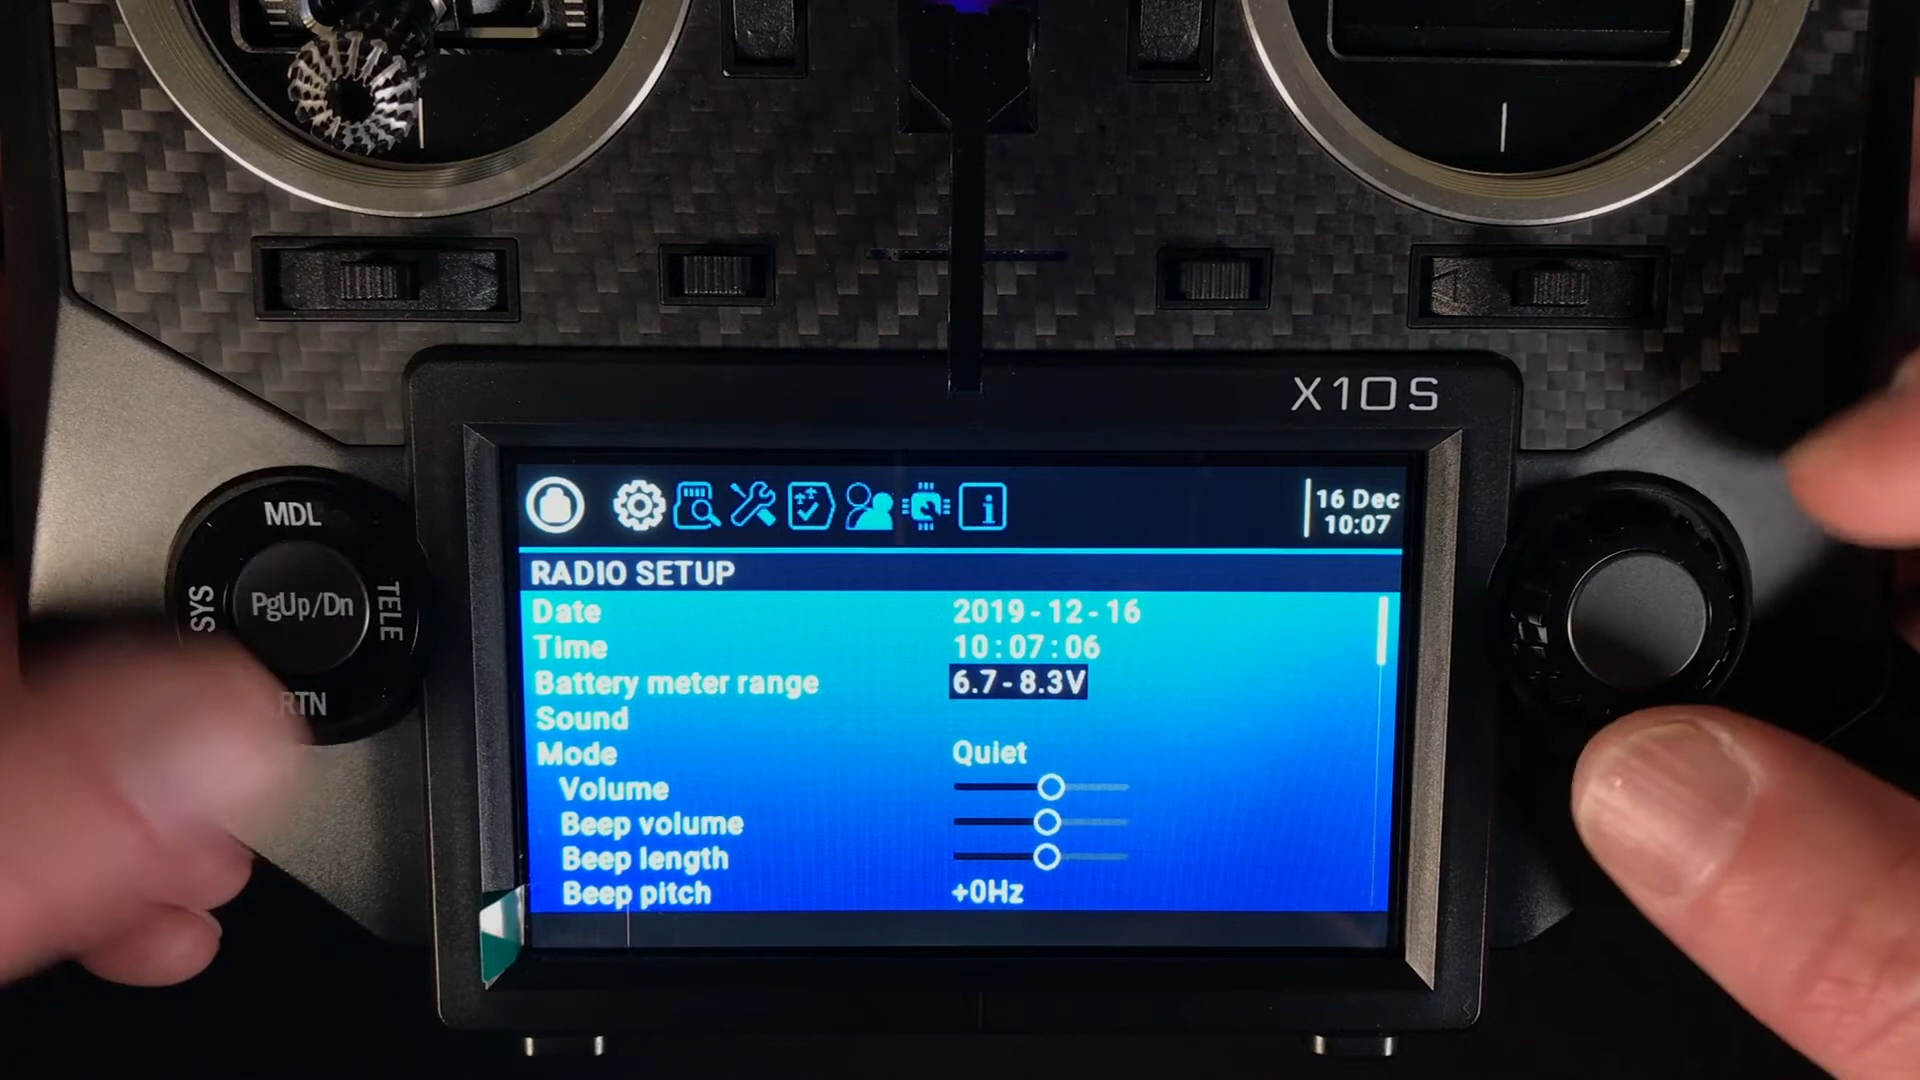 X10S
MDL
SYS
PgUp/Dn
TELE
RTN
16 Dec
10:07
RADIO SETUP
Date 2019-12-16
Time 10:07:06
Battery meter range 6.7-8.3V
Sound
Mode Quiet
Volume
Beep volume
Beep length
Beep pitch +0Hz